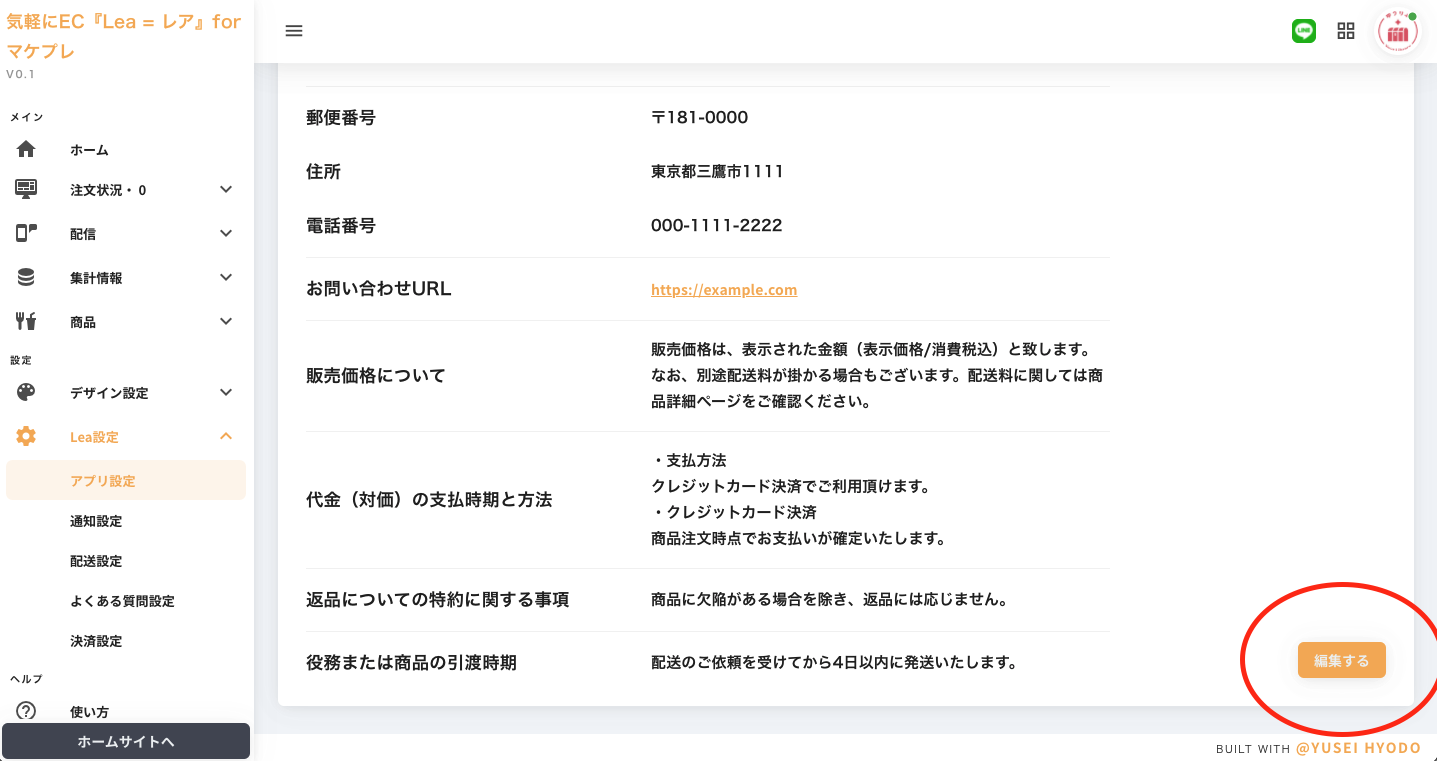 気軽にEC『Lea = レア』for
マケプレ
V0.1
メイン
ホーム
注文状況・ 0
配信
集計情報
商品
設定
デザイン設定
Lea設定
アプリ設定
通知設定
配送設定
よくある質問設定
決済設定
ヘルプ
使い方
ホームサイトへ
LINE
郵便番号
〒181-0000
住所
東京都三鷹市1111
電話番号
000-1111-2222
お問い合わせURL
https://example.com
販売価格について
販売価格は、表示された金額（表示価格/消費税込）と致します。
なお、別途配送料が掛かる場合もございます。配送料に関しては商
品詳細ページをご確認ください。
代金（対価）の支払時期と方法
・支払方法
クレジットカード決済でご利用頂けます。
・クレジットカード決済
商品注文時点でお支払いが確定いたします。
返品についての特約に関する事項
商品に欠陥がある場合を除き、返品には応じません。
役務または商品の引渡時期
配送のご依頼を受けてから4日以内に発送いたします。
編集する
BUILT WITH @YUSEI HYODO